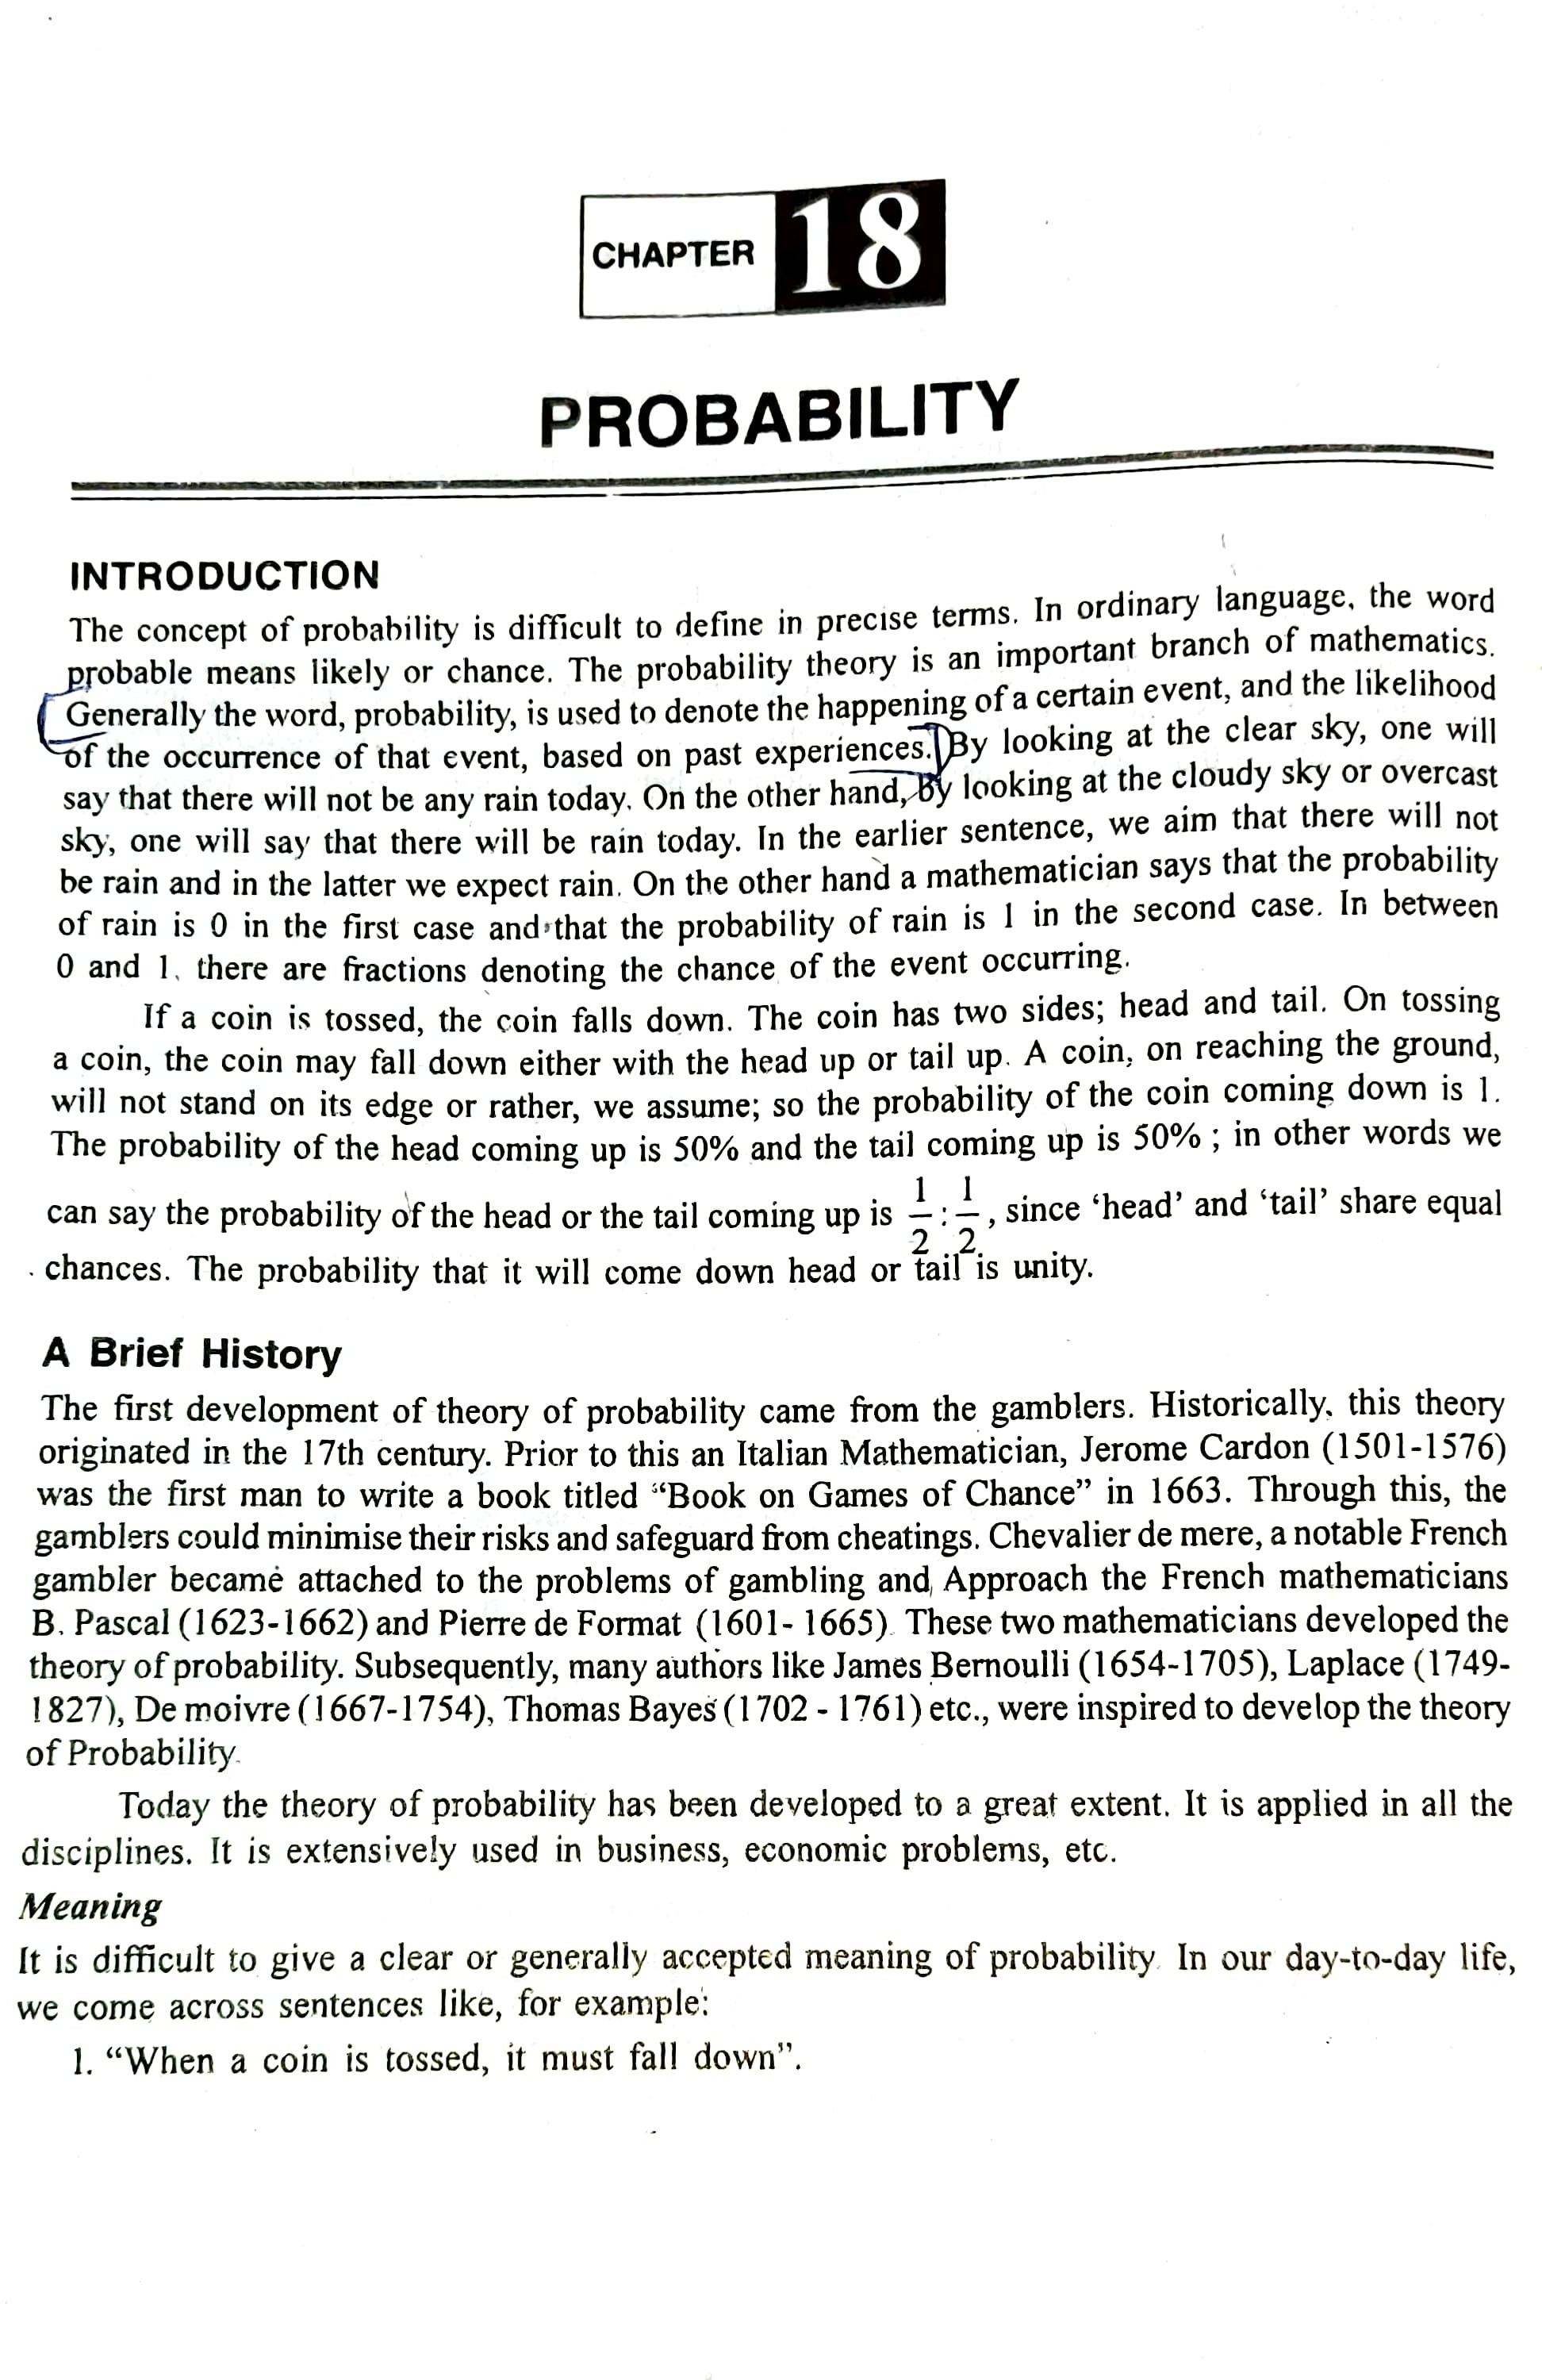 CHAPTER 18
PROBABILITY
INTRODUCTION
The concept of probability is difficult to define in precise terms. In ordinary language, the word
probable means likely or chance. The probability theory is an important branch of mathematics.
Generally the word, probability, is used to denote the happening of a certain event, and the likelihood
of the occurrence of that event, based on past experiences. By looking at the clear sky, one will
say that there will not be any rain today. On the other hand, by looking at the cloudy sky or overcast
sky, one will say that there will be rain today. In the earlier sentence, we aim that there will not
be rain and in the latter we expect rain. On the other hand a mathematician says that the probability
of rain is 0 in the first case and that the probability of rain is 1 in the second case. In between
0 and 1, there are fractions denoting the chance of the event occurring.
If a coin is tossed, the coin falls down. The coin has two sides; head and tail. On tossing
a coin, the coin may fall down either with the head up or tail up. A coin, on reaching the ground,
will not stand on its edge or rather, we assume; so the probability of the coin coming down is 1.
The probability of the head coming up is 50% and the tail coming up is 50% ; in other words we
can say the probability of the head or the tail coming up is 1/2 : 1/2, since 'head' and 'tail' share equal
chances. The probability that it will come down head or tail is unity.
A Brief History
The first development of theory of probability came from the gamblers. Historically, this theory
originated in the 17th century. Prior to this an Italian Mathematician, Jerome Cardon (1501-1576)
was the first man to write a book titled "Book on Games of Chance" in 1663. Through this, the
gamblers could minimise their risks and safeguard from cheatings. Chevalier de mere, a notable French
gambler became attached to the problems of gambling and, Approach the French mathematicians
B. Pascal (1623-1662) and Pierre de Format (1601- 1665). These two mathematicians developed the
theory of probability. Subsequently, many authors like James Bernoulli (1654-1705), Laplace (1749-
1827), De moivre (1667-1754), Thomas Bayes (1702 - 1761) etc., were inspired to develop the theory
of Probability.
Today the theory of probability has been developed to a great extent. It is applied in all the
disciplines. It is extensively used in business, economic problems, etc.
Meaning
It is difficult to give a clear or generally accepted meaning of probability. In our day-to-day life,
we come across sentences like, for example:
1. "When a coin is tossed, it must fall down".